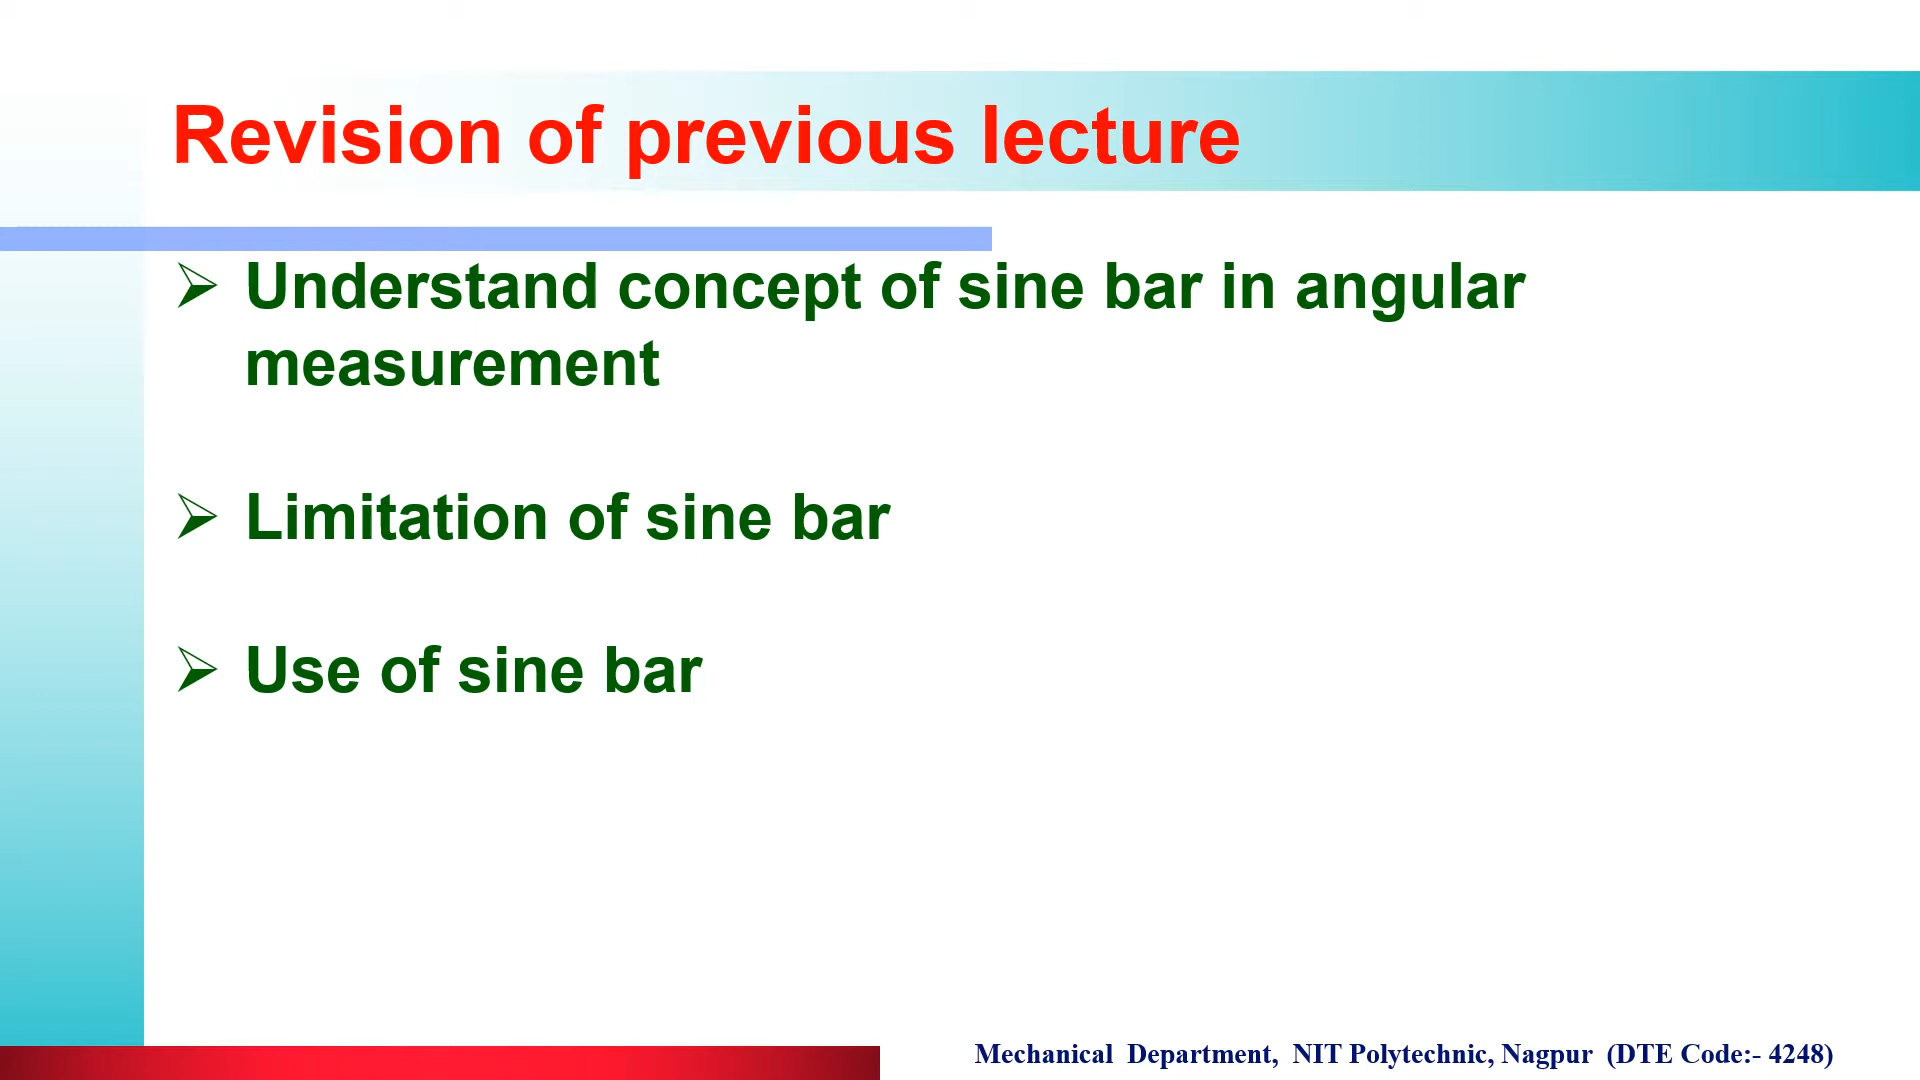 Revision of previous lecture
➢ Understand concept of sine bar in angular
measurement
➢ Limitation of sine bar
➢ Use of sine bar
Mechanical Department, NIT Polytechnic, Nagpur (DTE Code:- 4248)